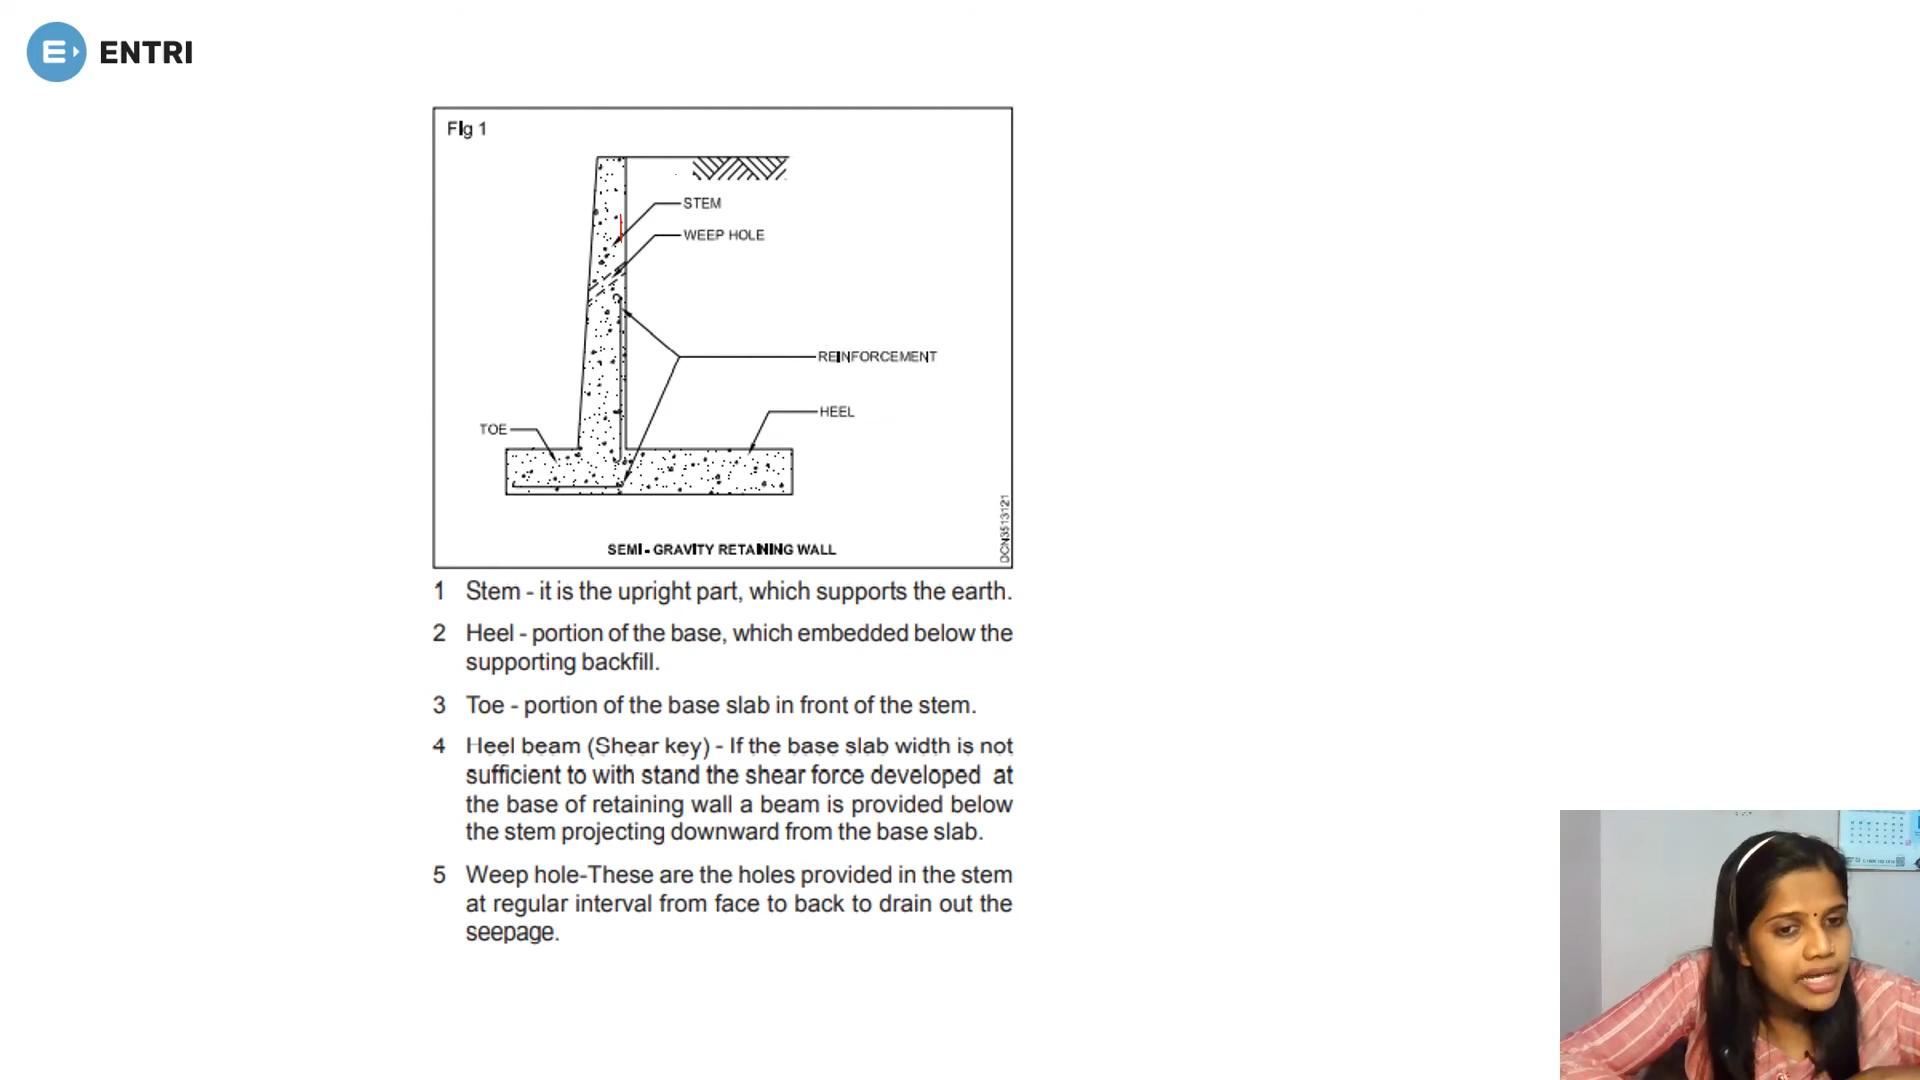 ENTRI
Fig 1
STEM
WEEP HOLE
REINFORCEMENT
HEEL
TOE
DCN3513121
SEMI - GRAVITY RETAINING WALL
1 Stem - it is the upright part, which supports the earth.
2 Heel - portion of the base, which embedded below the
supporting backfill.
3 Toe - portion of the base slab in front of the stem.
4 Heel beam (Shear key) - If the base slab width is not
sufficient to with stand the shear force developed at
the base of retaining wall a beam is provided below
the stem projecting downward from the base slab.
5 Weep hole-These are the holes provided in the stem
at regular interval from face to back to drain out the
seepage.